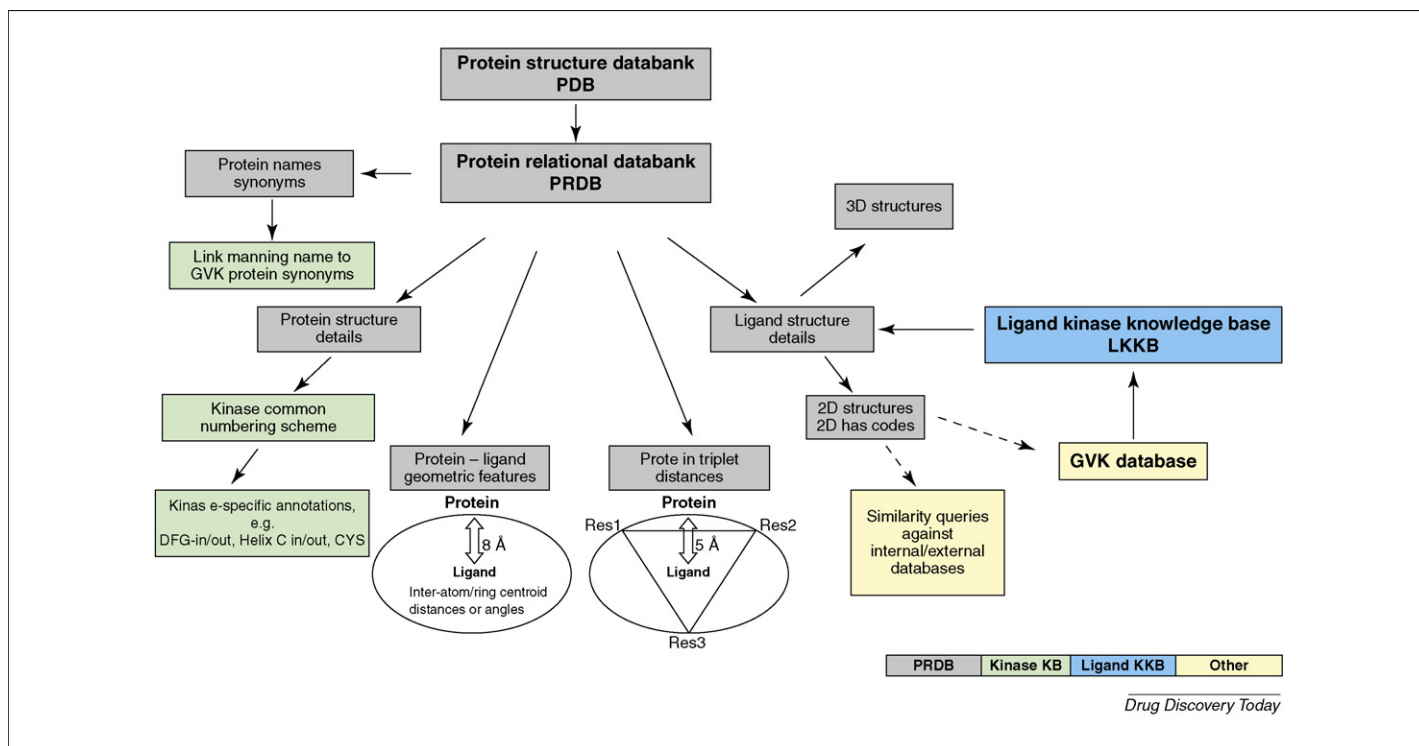 Protein structure databank
PDB
Protein relational databank
PRDB
Protein names
synonyms
3D structures
Link manning name to
GVK protein synonyms
Protein structure
details
Ligand structure
details
Ligand kinase knowledge base
LKKB
Kinase common
numbering scheme
2D structures
2D has codes
Protein – ligand
geometric features
Prote in triplet
distances
GVK database
Kinas e-specific annotations,
e.g.
DFG-in/out, Helix C in/out, CYS
Protein
8 Å
Ligand
Inter-atom/ring centroid
distances or angles
Protein
Res1
Res2
5 Å
Ligand
Res3
Similarity queries
against
internal/external
databases
PRDB
Kinase KB
Ligand KKB
Other
Drug Discovery Today